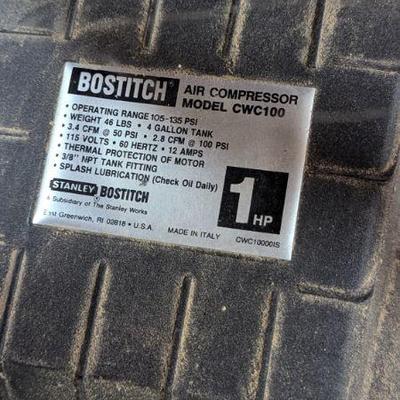 BOSTITCH AIR COMPRESSOR
MODEL CWC100
• OPERATING RANGE 105-135 PSI
• WEIGHT 46 LBS • 4 GALLON TANK
• 3.4 CFM @ 50 PSI • 2.8 CFM @ 100 PSI
• 115 VOLTS • 60 HERTZ • 12 AMPS
• THERMAL PROTECTION OF MOTOR
• 3/8" NPT TANK FITTING
• SPLASH LUBRICATION (Check Oil Daily)
1 HP
STANLEY BOSTITCH
A Subsidiary of The Stanley Works
East Greenwich, RI 02818 • U.S.A.
MADE IN ITALY
CWC10000IS